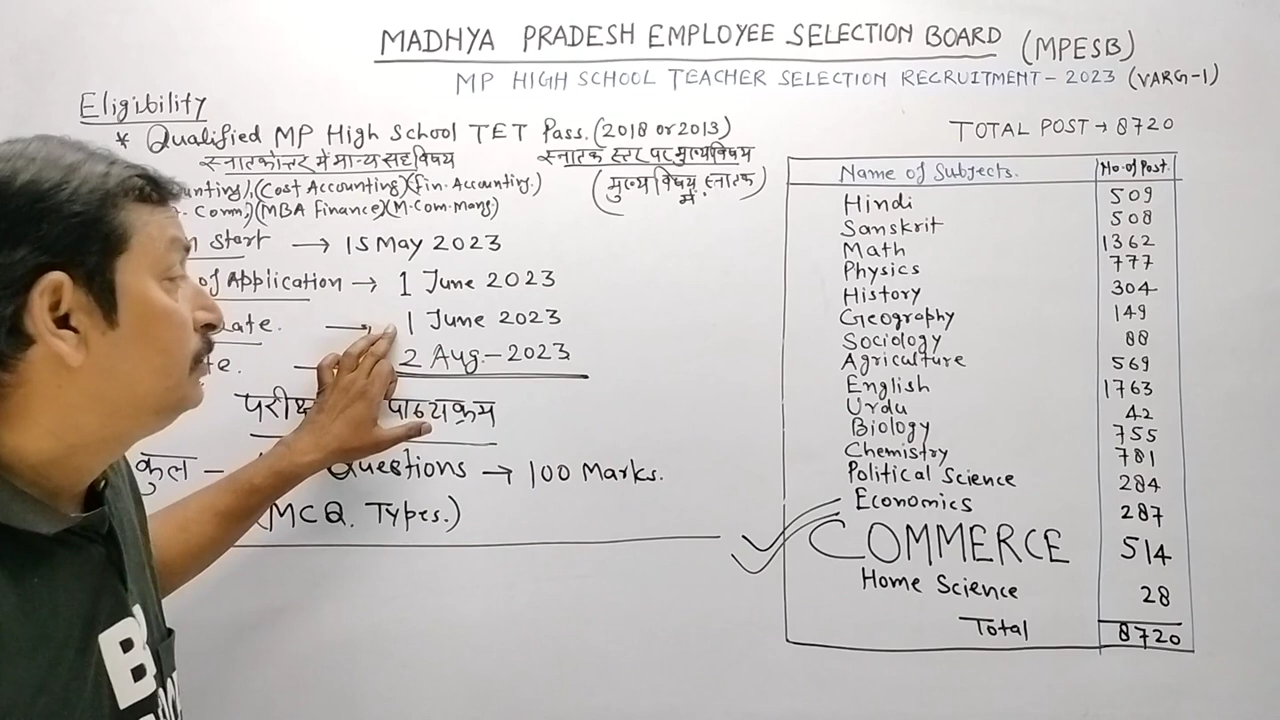 MADHYA PRADESH EMPLOYEE SELECTION BOARD (MPESB)
MP HIGH SCHOOL TEACHER SELECTION RECRUITMENT - 2023 (VARG-1)
Eligibility
* Qualified MP High School TET Pass. (2018 or 2013)
स्नातकोत्तर में मान्य सह विषय
स्नातक स्तर पर मुख्य विषय
unting), (Cost Accounting) (Fin. Accounting.)
Comm,) (MBA Finance) (M.Com. Mang.)
(मुख्य विषय स्नातक में.)
Start → 15 May 2023
of Application → 1 June 2023
ate. → 1 June 2023
te. 2 Aug.-2023
परीक्ष पाठ्यक्रम
कुल - Questions → 100 Marks.
(MCQ. Types.)
TOTAL POST → 8720
Name of Subjects. No. of Post.
Hindi 509
Sanskrit 508
Math 1362
Physics 777
History 304
Geography 149
Sociology 88
Agriculture 569
English 1763
Urdu 42
Biology 755
Chemistry 781
Political Science 284
Economics 287
COMMERCE 514
Home Science 28
Total 8720
B